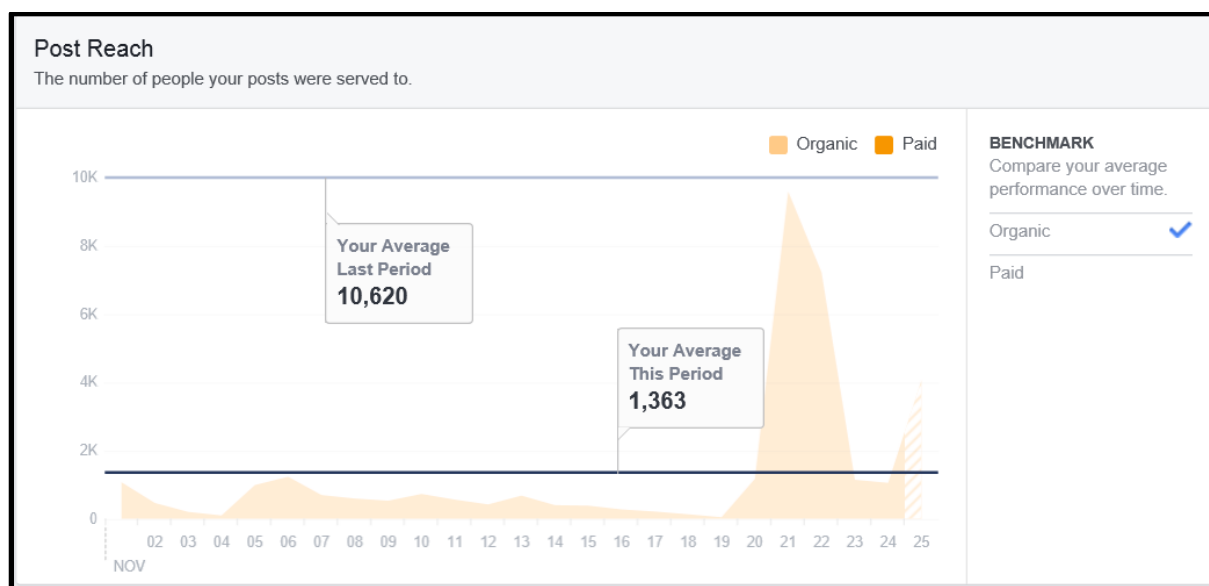 Post Reach
The number of people your posts were served to.
Organic Paid
BENCHMARK
Compare your average
performance over time.
Organic
Paid
10K
8K
6K
4K
2K
0
Your Average
Last Period
10,620
Your Average
This Period
1,363
02 03 04 05 06 07 08 09 10 11 12 13 14 15 16 17 18 19 20 21 22 23 24 25
NOV